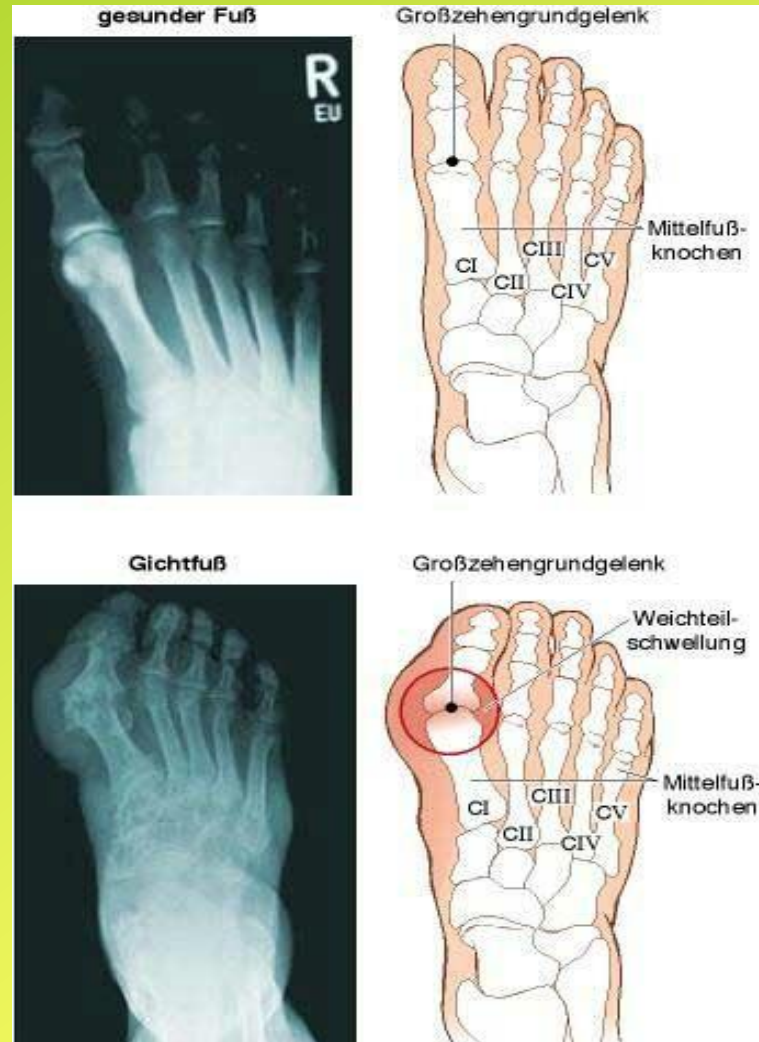 gesunder Fuß
Großzehengrundgelenk
R
EU
Mittelfuß-
knochen
CI
CII
CIII
CIV
CV
Gichtfuß
Großzehengrundgelenk
Weichteil-
schwellung
Mittelfuß-
knochen
CI
CII
CIII
CIV
CV